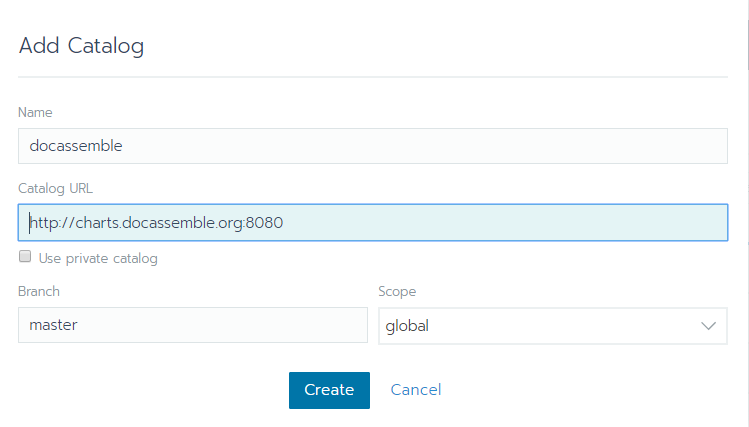 Add Catalog
Name
docassemble
Catalog URL
http://charts.docassemble.org:8080
Use private catalog
Branch
Scope
master
global
Create
Cancel